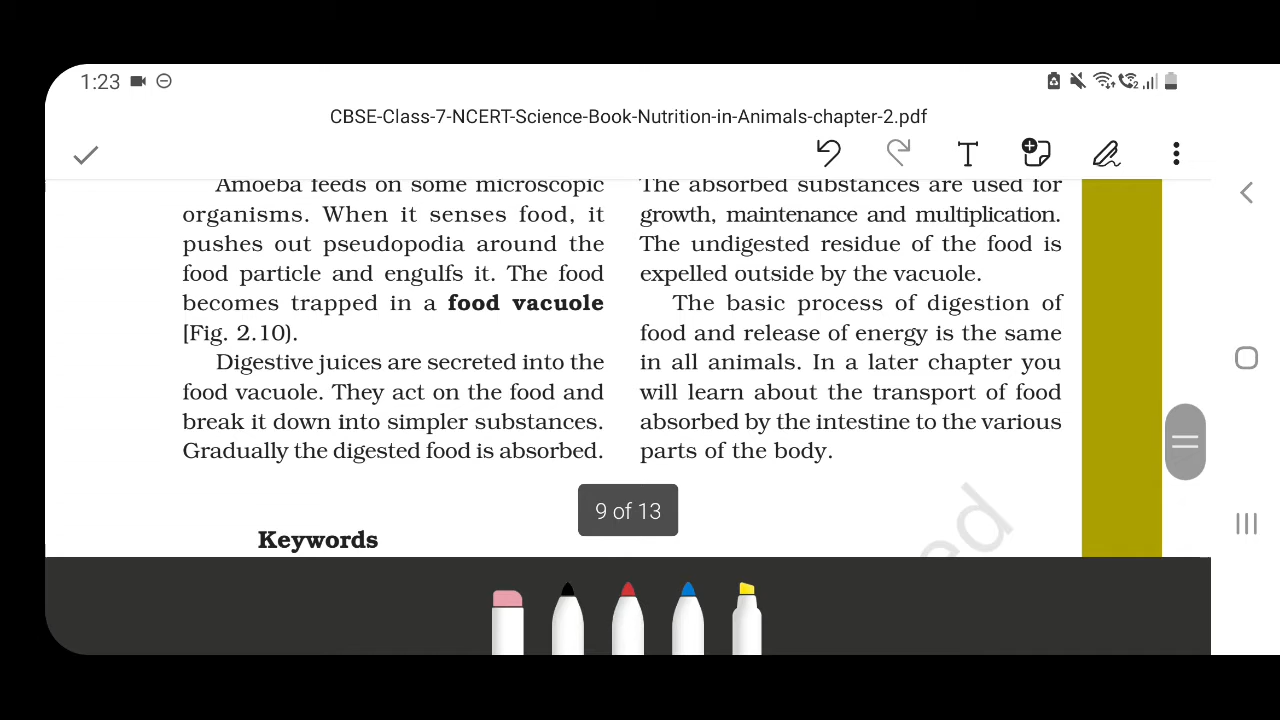 1:23
CBSE-Class-7-NCERT-Science-Book-Nutrition-in-Animals-chapter-2.pdf
Amoeba feeds on some microscopic
organisms. When it senses food, it
pushes out pseudopodia around the
food particle and engulfs it. The food
becomes trapped in a food vacuole
[Fig. 2.10).
Digestive juices are secreted into the
food vacuole. They act on the food and
break it down into simpler substances.
Gradually the digested food is absorbed.
The absorbed substances are used for
growth, maintenance and multiplication.
The undigested residue of the food is
expelled outside by the vacuole.
The basic process of digestion of
food and release of energy is the same
in all animals. In a later chapter you
will learn about the transport of food
absorbed by the intestine to the various
parts of the body.
9 of 13
Keywords
ed